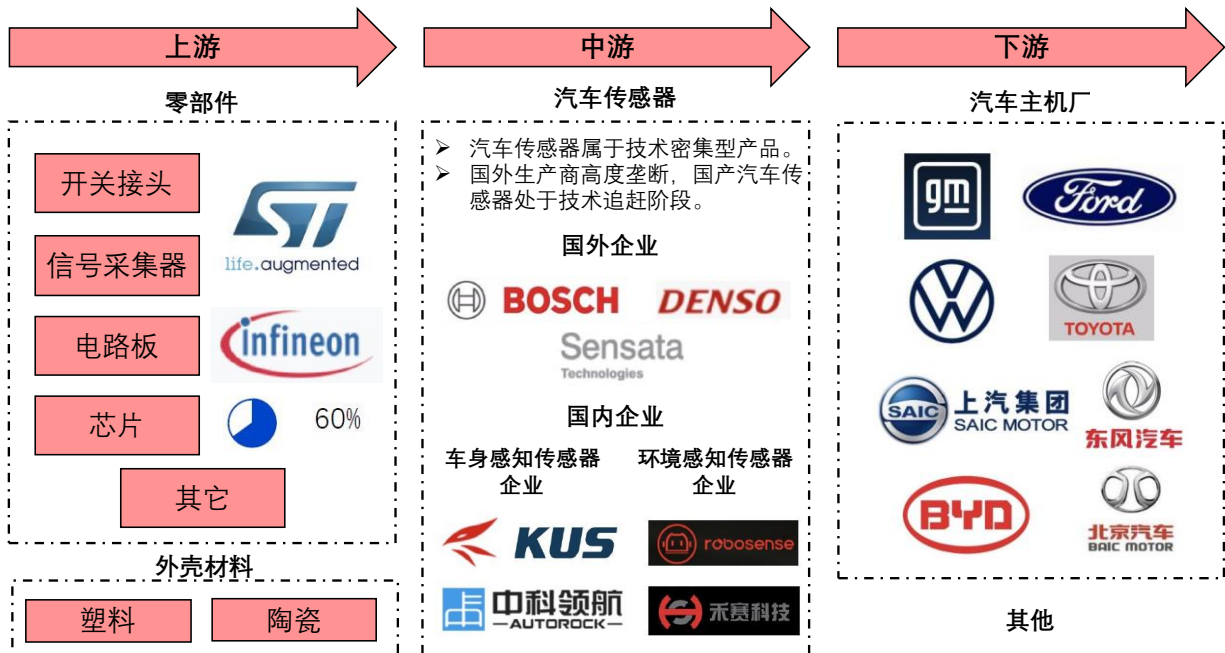 上游
中游
下游
零部件
开关接头
信号采集器
电路板
芯片
其它
ST
life.augmented
infineon
60%
外壳材料
塑料
陶瓷
汽车传感器
➤ 汽车传感器属于技术密集型产品。
➤ 国外生产商高度垄断，国产汽车传
感器处于技术追赶阶段。
国外企业
BOSCH
DENSO
Sensata
Technologies
国内企业
车身感知传感器
企业
环境感知传感器
企业
KUS
robosense
中科领航
AUTOROCK
禾赛科技
汽车主机厂
gm
Ford
VW
TOYOTA
SAIC
上汽集团
SAIC MOTOR
东风汽车
BYD
北京汽车
BAIC MOTOR
其他